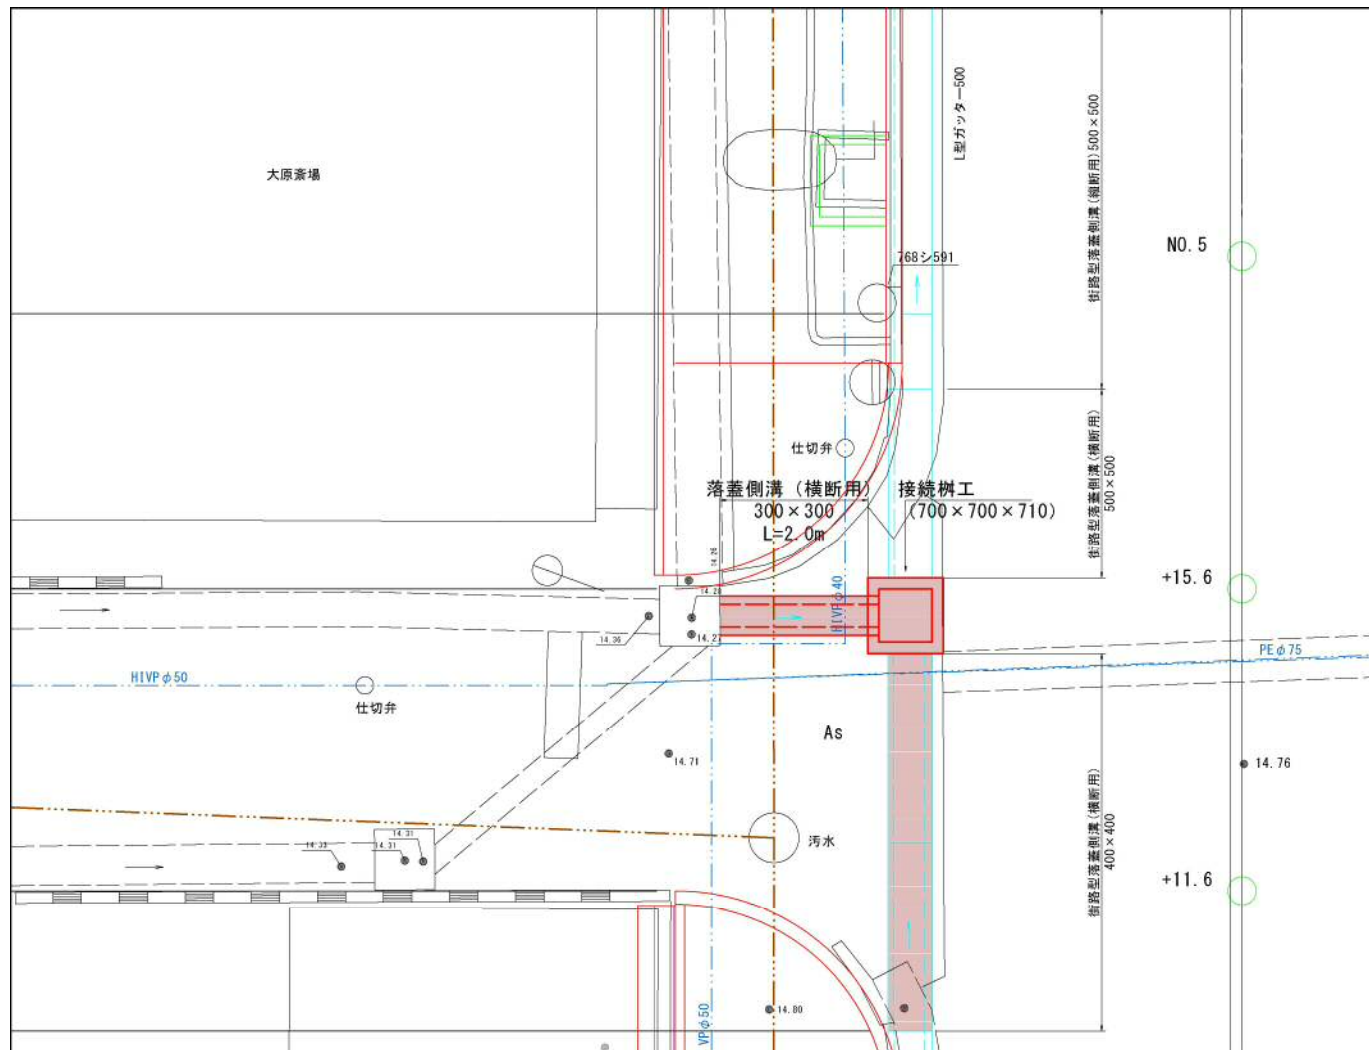 L型ガッター500
街路型落蓋側溝(縦断用)500×500
大原斎場
NO. 5
768シ591
仕切弁
街路型落蓋側溝(横断用)
500×500
落蓋側溝（横断用）
300×300
L=2.0m
接続桝工
(700×700×710)
14.26
+15.6
14.28
HIVPφ40
14.36
14.27
PEφ75
HIVPφ50
仕切弁
As
14.71
14.76
14.31
14.33
14.31
汚水
街路型落蓋側溝(横断用)
400×400
+11.6
14.80
VPφ50